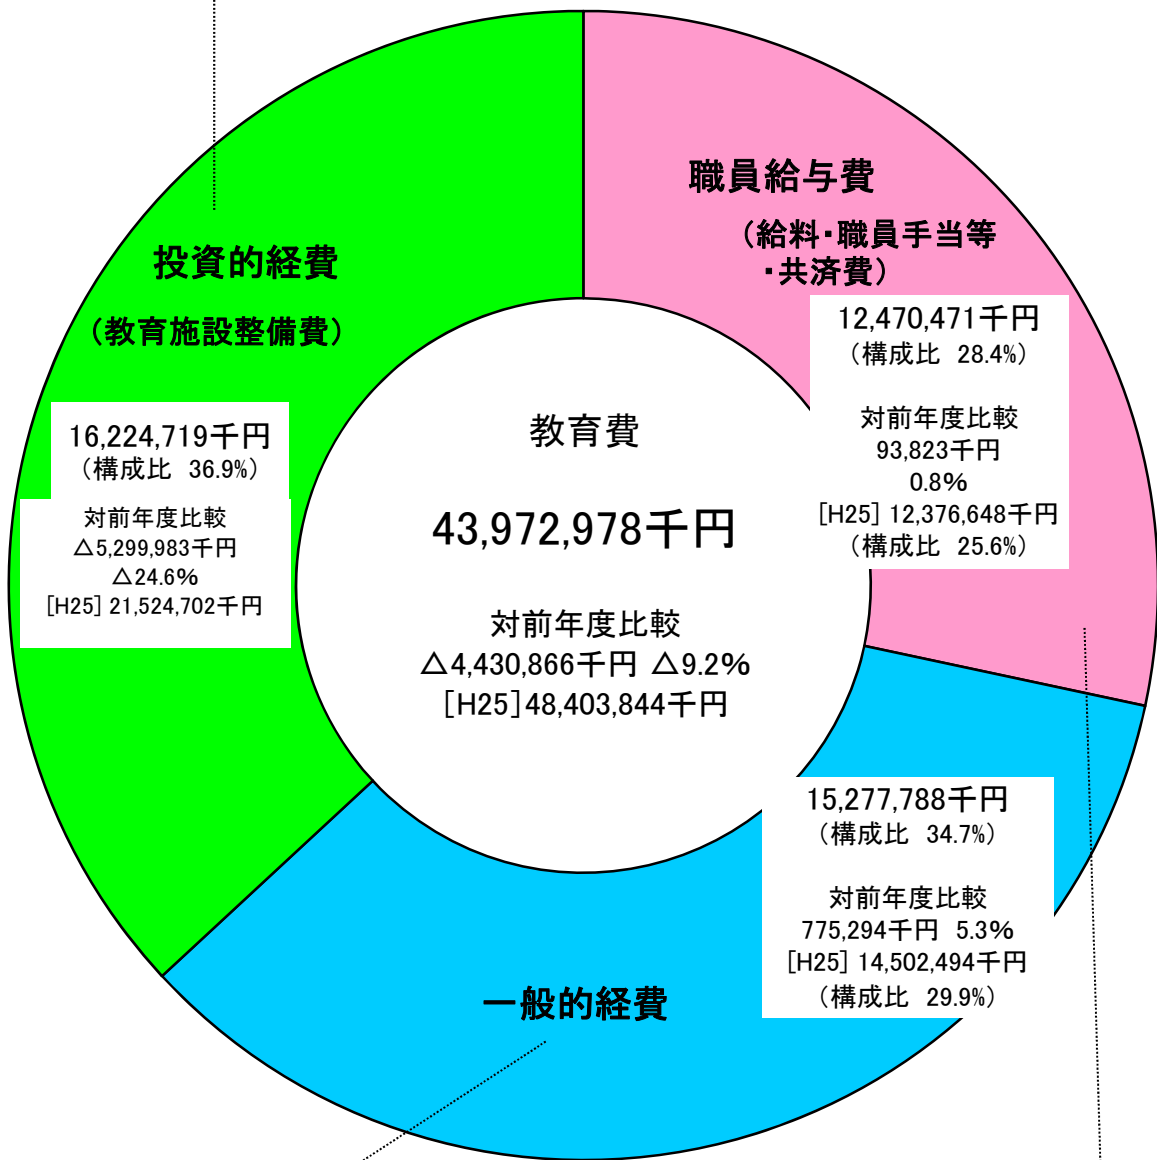 職員給与費
(給料・職員手当等
・共済費)
12,470,471千円
(構成比 28.4%)
対前年度比較
93,823千円
0.8%
[H25] 12,376,648千円
(構成比 25.6%)
投資的経費
(教育施設整備費)
16,224,719千円
(構成比 36.9%)
対前年度比較
△5,299,983千円
△24.6%
[H25] 21,524,702千円
教育費
43,972,978千円
対前年度比較
△4,430,866千円 △9.2%
[H25]48,403,844千円
15,277,788千円
(構成比 34.7%)
対前年度比較
775,294千円 5.3%
[H25] 14,502,494千円
(構成比 29.9%)
一般的経費